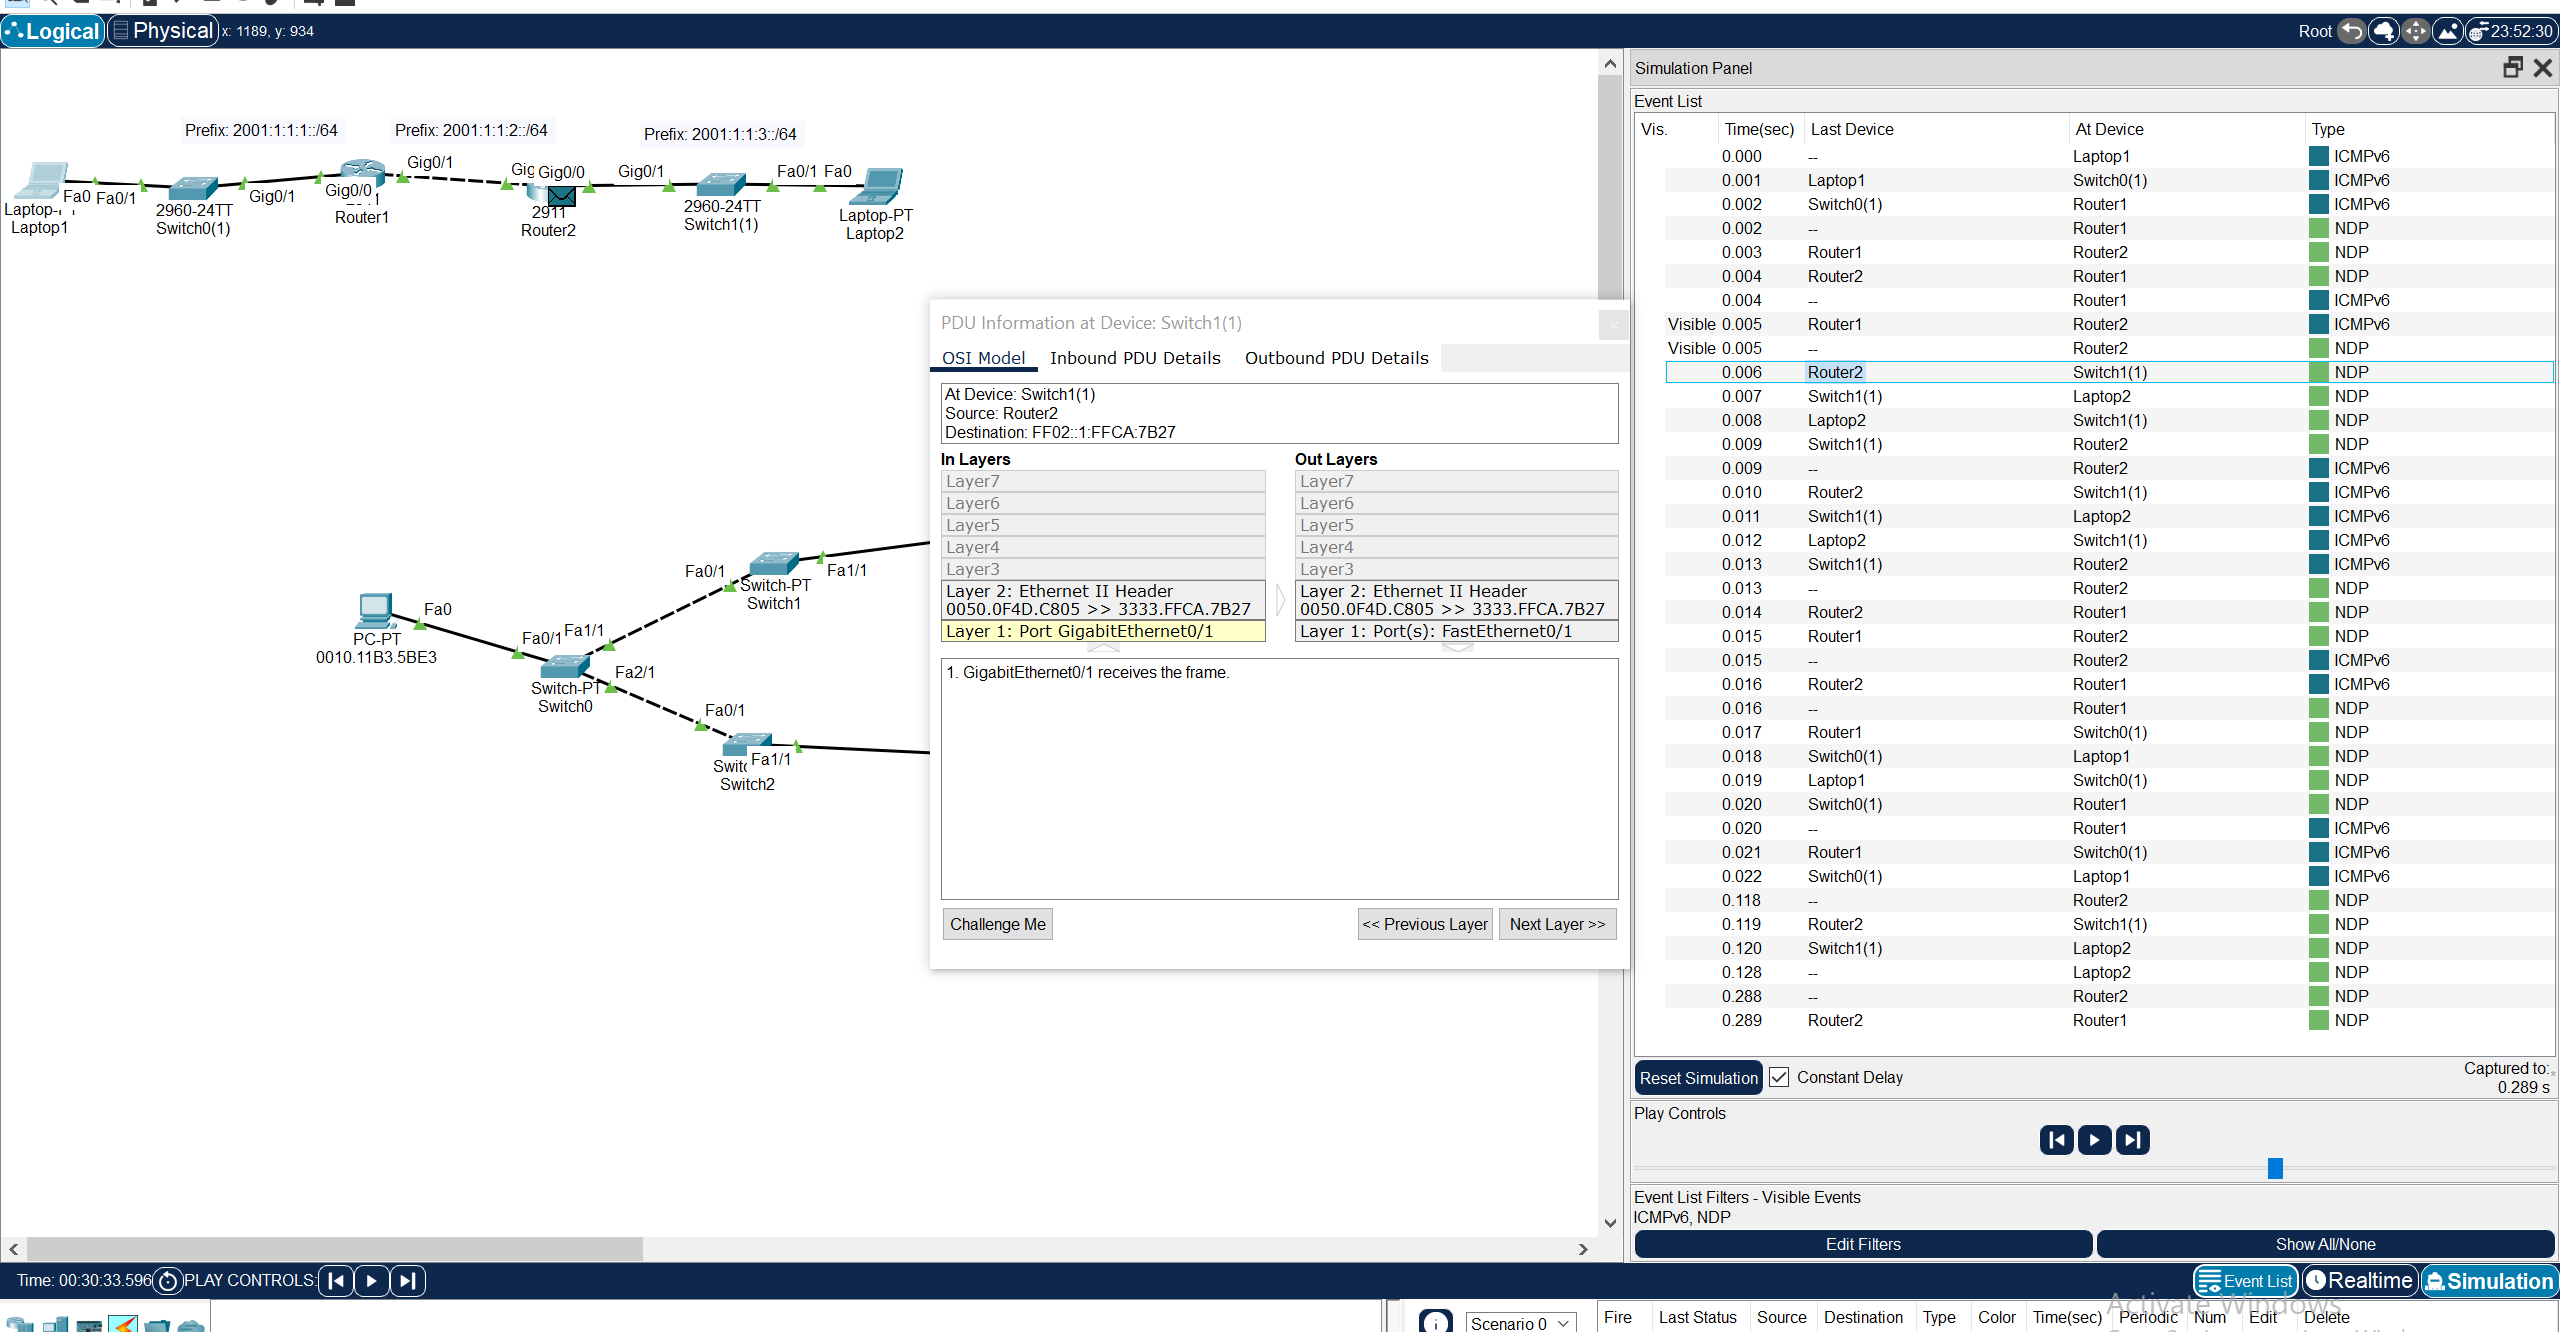 Logical Physical x: 1189, y: 934
Root 23:52:30
Prefix: 2001:1:1:1::/64 Prefix: 2001:1:1:2::/64 Prefix: 2001:1:1:3::/64
Fa0 Fa0/1 Gig0/1 Gig0/0 Gig0/1 Gig0/0 Gig0/1 Fa0/1 Fa0
Laptop1
2960-24TT
Switch0(1)
Router1
2911
Router2
2960-24TT
Switch1(1)
Laptop-PT
Laptop2
Fa0/1
Switch-PT
Switch1
Fa1/1
Fa0
PC-PT
0010.11B3.5BE3
Fa0/1 Fa1/1
Fa2/1
Switch-PT
Switch0
Fa0/1
Fa1/1
Switch2
PDU Information at Device: Switch1(1)
OSI Model Inbound PDU Details Outbound PDU Details
At Device: Switch1(1)
Source: Router2
Destination: FF02::1:FFCA:7B27
In Layers Out Layers
Layer7 Layer7
Layer6 Layer6
Layer5 Layer5
Layer4 Layer4
Layer3 Layer3
Layer 2: Ethernet II Header Layer 2: Ethernet II Header
0050.0F4D.C805 >> 3333.FFCA.7B27 0050.0F4D.C805 >> 3333.FFCA.7B27
Layer 1: Port GigabitEthernet0/1 Layer 1: Port(s): FastEthernet0/1
1. GigabitEthernet0/1 receives the frame.
Challenge Me << Previous Layer Next Layer >>
Simulation Panel
Event List
Vis. Time(sec) Last Device At Device Type
0.000 -- Laptop1 ICMPv6
0.001 Laptop1 Switch0(1) ICMPv6
0.002 Switch0(1) Router1 ICMPv6
0.002 -- Router1 NDP
0.003 Router1 Router2 NDP
0.004 Router2 Router1 NDP
0.004 -- Router1 ICMPv6
Visible 0.005 Router1 Router2 ICMPv6
Visible 0.005 -- Router2 NDP
0.006 Router2 Switch1(1) NDP
0.007 Switch1(1) Laptop2 NDP
0.008 Laptop2 Switch1(1) NDP
0.009 Switch1(1) Router2 NDP
0.009 -- Router2 ICMPv6
0.010 Router2 Switch1(1) ICMPv6
0.011 Switch1(1) Laptop2 ICMPv6
0.012 Laptop2 Switch1(1) ICMPv6
0.013 Switch1(1) Router2 ICMPv6
0.013 -- Router2 NDP
0.014 Router2 Router1 NDP
0.015 Router1 Router2 NDP
0.015 -- Router2 ICMPv6
0.016 Router2 Router1 ICMPv6
0.016 -- Router1 NDP
0.017 Router1 Switch0(1) NDP
0.018 Switch0(1) Laptop1 NDP
0.019 Laptop1 Switch0(1) NDP
0.020 Switch0(1) Router1 NDP
0.020 -- Router1 ICMPv6
0.021 Router1 Switch0(1) ICMPv6
0.022 Switch0(1) Laptop1 ICMPv6
0.118 -- Router2 NDP
0.119 Router2 Switch1(1) NDP
0.120 Switch1(1) Laptop2 NDP
0.128 -- Laptop2 NDP
0.288 -- Router2 NDP
0.289 Router2 Router1 NDP
Reset Simulation Constant Delay Captured to:
0.289 s
Play Controls
Event List Filters - Visible Events
ICMPv6, NDP
Edit Filters Show All/None
Time: 00:30:33.596 PLAY CONTROLS: Event List Realtime Simulation
Activate Windows
Scenario 0 Fire Last Status Source Destination Type Color Time(sec) Periodic Num Edit Delete